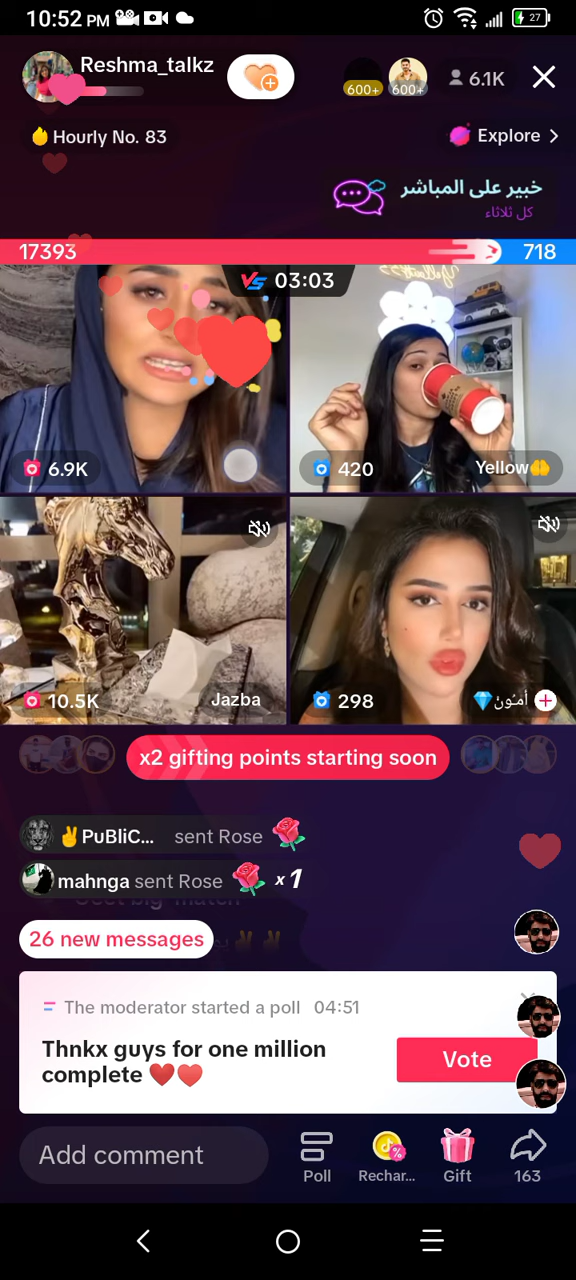 10:52 PM
27
Reshma_talkz
600+
600+
6.1K
Hourly No. 83
Explore >
خبير على المباشر
كل ثلاثاء
17393
718
VS 03:03
6.9K
420
Yellow🤲
10.5K
Jazba
298
💎أمۘوُنْ
x2 gifting points starting soon
✌PuBliC... sent Rose
mahnga sent Rose x1
26 new messages
The moderator started a poll 04:51
Thnkx guys for one million
complete ❤️♥️
Vote
Add comment
Poll
Rechar...
Gift
163